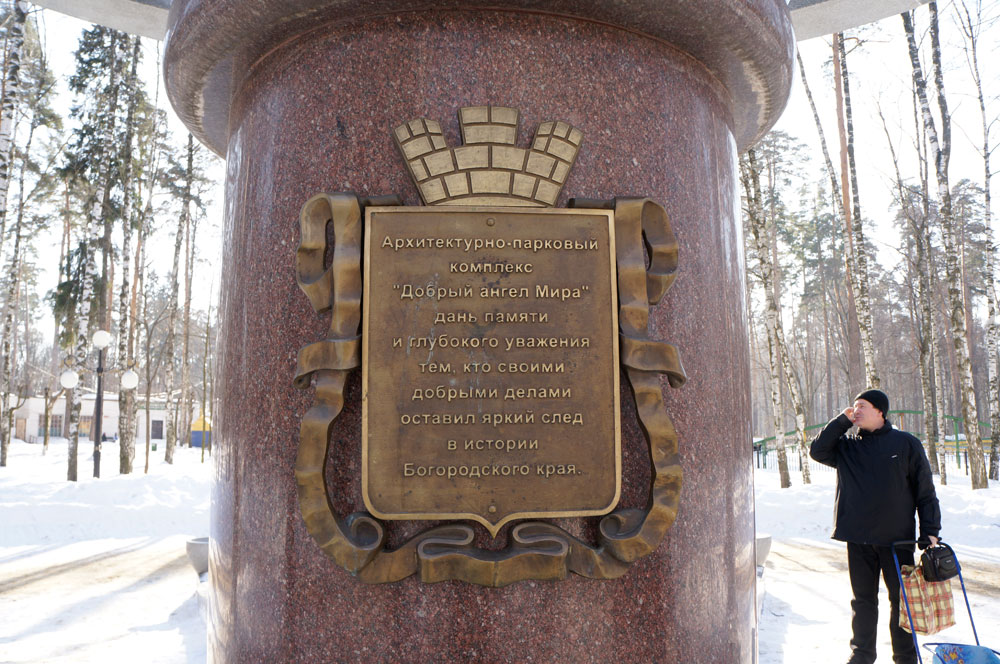 Архитектурно-парковый
комплекс
"Добрый ангел Мира"
дань памяти
и глубокого уважения
тем, кто своими
добрыми делами
оставил яркий след
в истории
Богородского края.